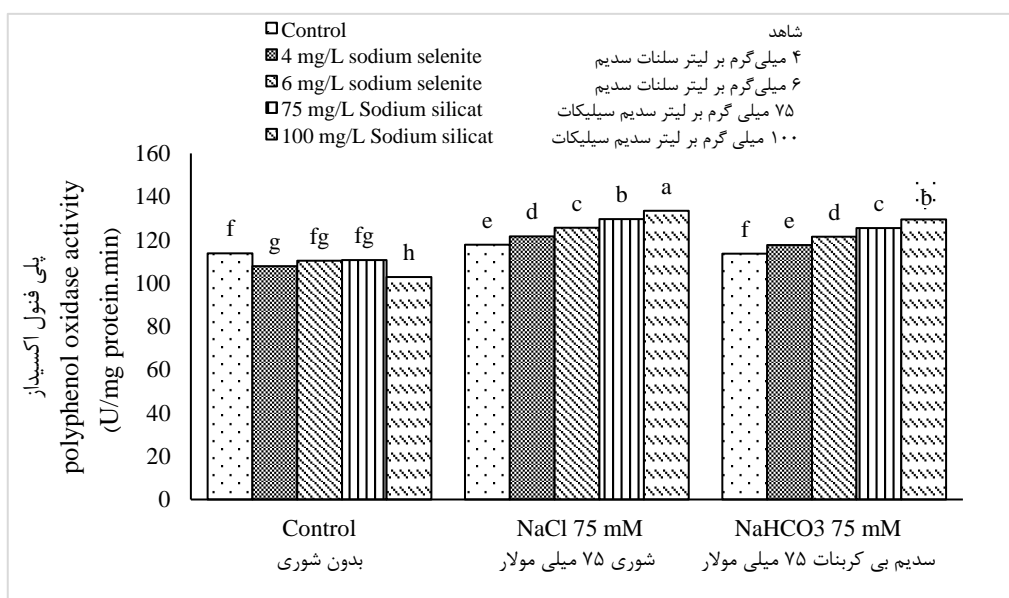 Control شاهد
4 mg/L sodium selenite ۴ میلی‌گرم بر لیتر سلنات سدیم
6 mg/L sodium selenite ۶ میلی‌گرم بر لیتر سلنات سدیم
75 mg/L Sodium silicat ۷۵ میلی گرم بر لیتر سدیم سیلیکات
100 mg/L Sodium silicat ۱۰۰ میلی گرم بر لیتر سدیم سیلیکات
پلی فنول اکسیداز
polyphenol oxidase activity
(U/mg protein.min)
160
140
120
100
80
60
40
20
0
f g fg fg h e d c b a f e d c b
Control NaCl 75 mM NaHCO3 75 mM
بدون شوری شوری ۷۵ میلی مولار سدیم بی کربنات ۷۵ میلی مولار